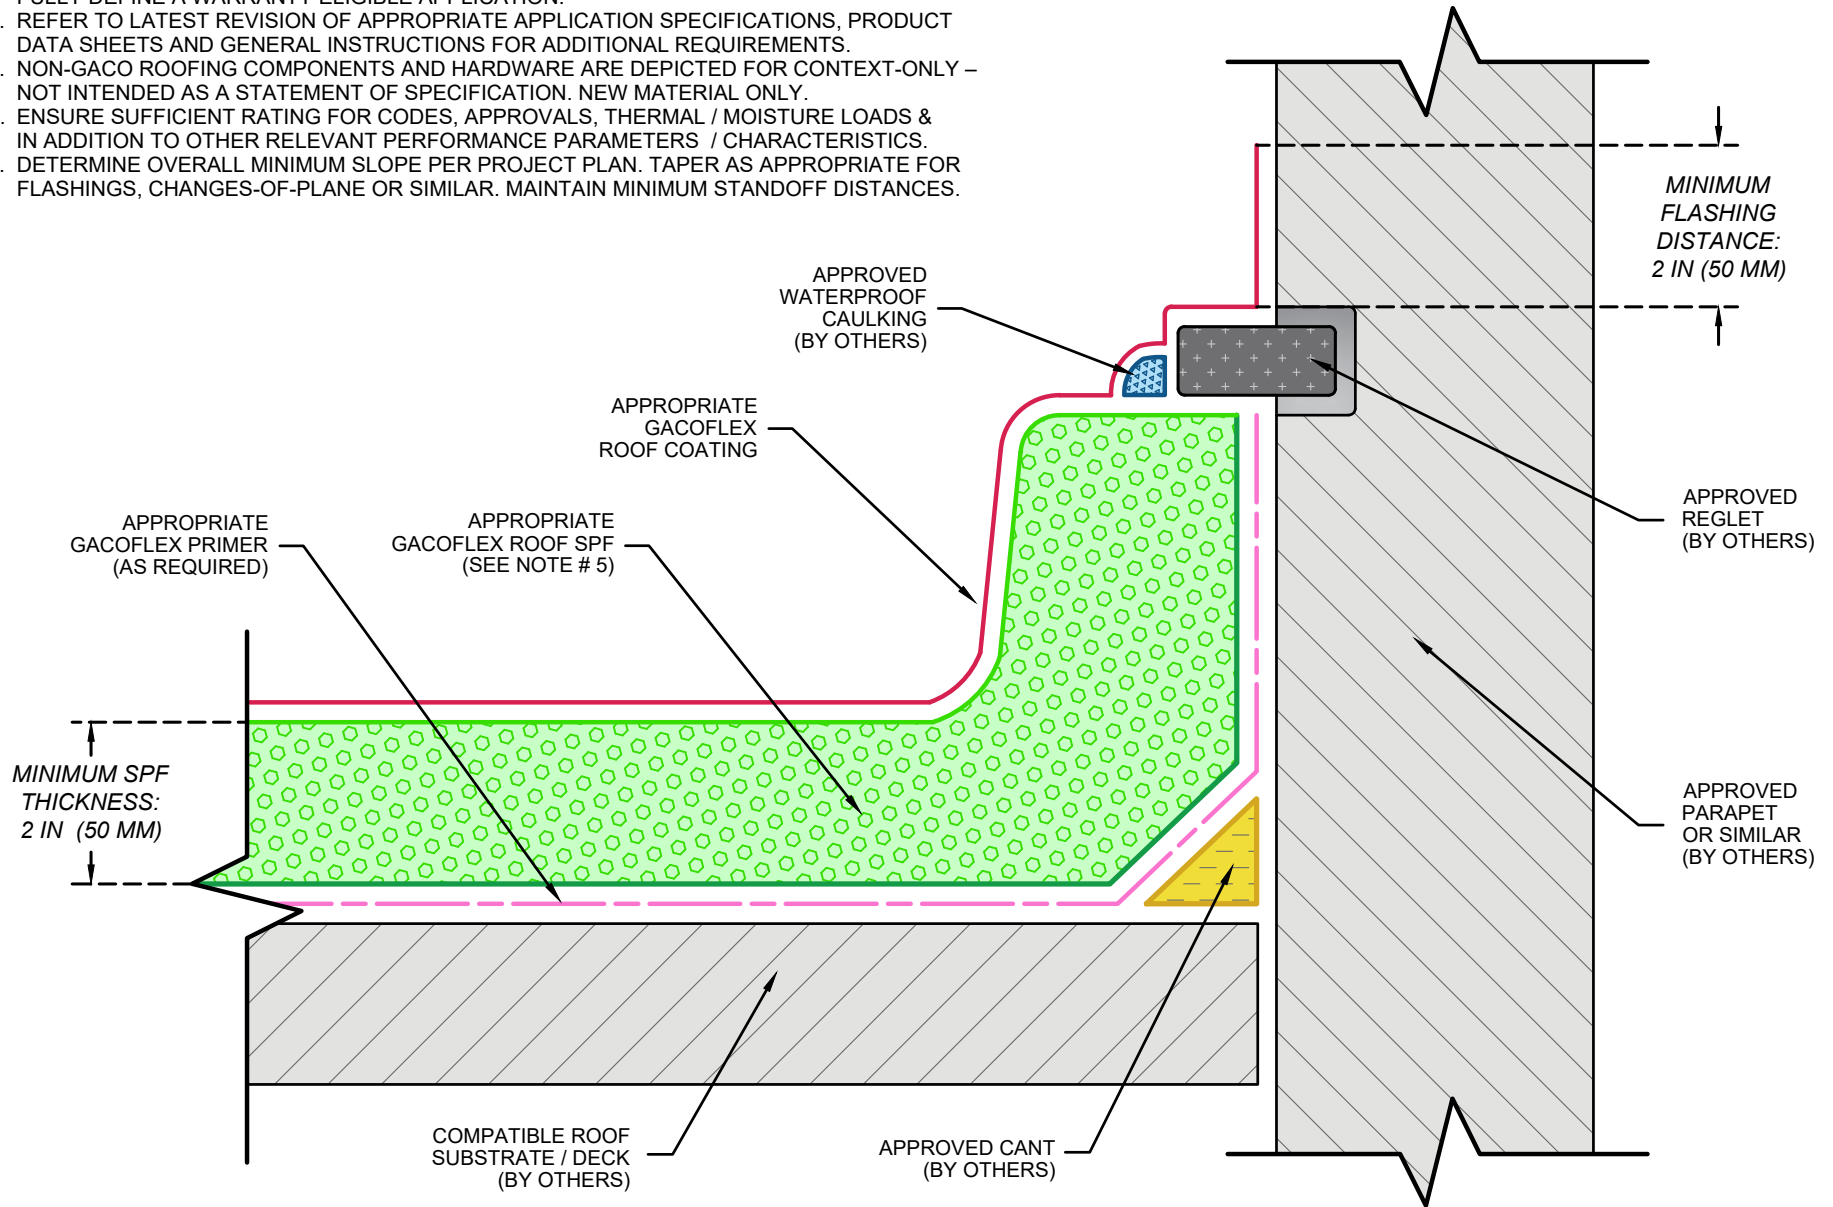 FULLY DEFINE A WARRANTY ELIGIBLE APPLICATION.
. REFER TO LATEST REVISION OF APPROPRIATE APPLICATION SPECIFICATIONS, PRODUCT
DATA SHEETS AND GENERAL INSTRUCTIONS FOR ADDITIONAL REQUIREMENTS.
. NON-GACO ROOFING COMPONENTS AND HARDWARE ARE DEPICTED FOR CONTEXT-ONLY –
NOT INTENDED AS A STATEMENT OF SPECIFICATION. NEW MATERIAL ONLY.
. ENSURE SUFFICIENT RATING FOR CODES, APPROVALS, THERMAL / MOISTURE LOADS &
IN ADDITION TO OTHER RELEVANT PERFORMANCE PARAMETERS / CHARACTERISTICS.
. DETERMINE OVERALL MINIMUM SLOPE PER PROJECT PLAN. TAPER AS APPROPRIATE FOR
FLASHINGS, CHANGES-OF-PLANE OR SIMILAR. MAINTAIN MINIMUM STANDOFF DISTANCES.
MINIMUM
FLASHING
DISTANCE:
2 IN (50 MM)
APPROVED
WATERPROOF
CAULKING
(BY OTHERS)
APPROPRIATE
GACOFLEX
ROOF COATING
APPROPRIATE
GACOFLEX PRIMER
(AS REQUIRED)
APPROPRIATE
GACOFLEX ROOF SPF
(SEE NOTE # 5)
APPROVED
REGLET
(BY OTHERS)
MINIMUM SPF
THICKNESS:
2 IN (50 MM)
APPROVED
PARAPET
OR SIMILAR
(BY OTHERS)
COMPATIBLE ROOF
SUBSTRATE / DECK
(BY OTHERS)
APPROVED CANT
(BY OTHERS)